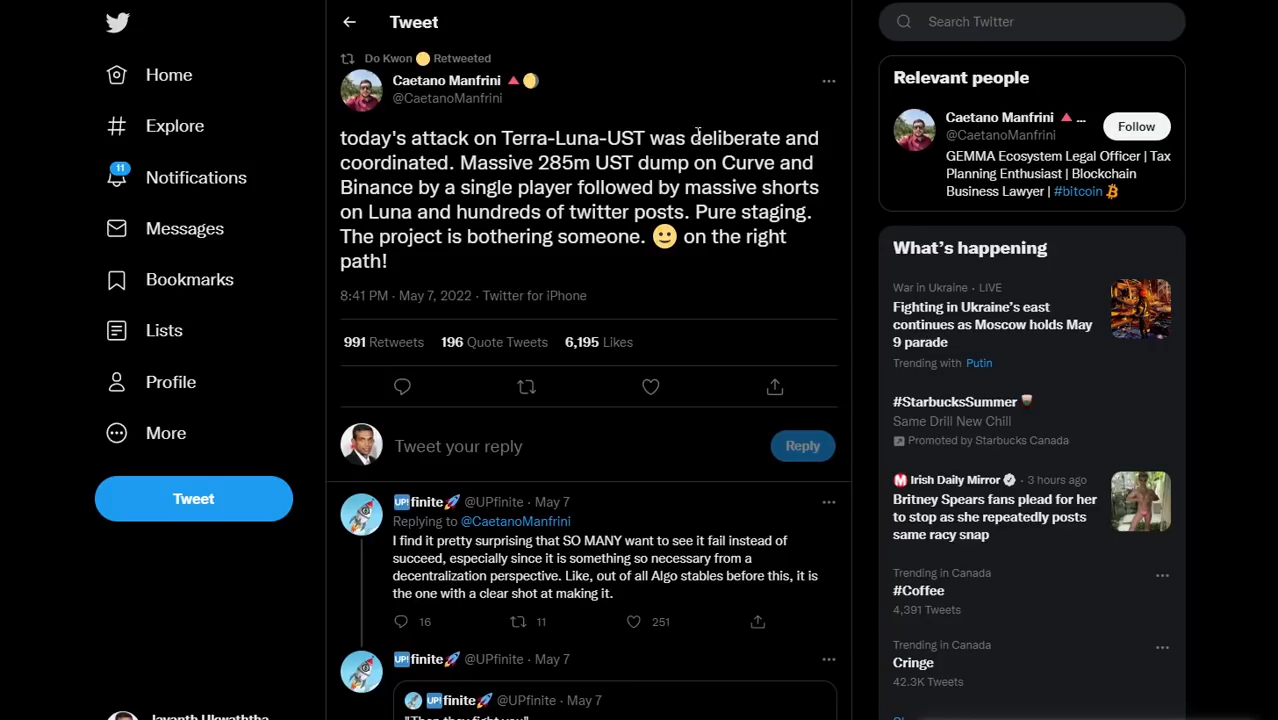 Home
Explore
11
Notifications
Messages
Bookmarks
Lists
Profile
More
Tweet
Tweet
Do Kwon 🌕 Retweeted
Caetano Manfrini 🔺🌔
@CaetanoManfrini
today's attack on Terra-Luna-UST was deliberate and
coordinated. Massive 285m UST dump on Curve and
Binance by a single player followed by massive shorts
on Luna and hundreds of twitter posts. Pure staging.
The project is bothering someone. 🙂 on the right
path!
8:41 PM · May 7, 2022 · Twitter for iPhone
991 Retweets 196 Quote Tweets 6,195 Likes
Tweet your reply
Reply
UP!finite🚀 @UPfinite · May 7
Replying to @CaetanoManfrini
I find it pretty surprising that SO MANY want to see it fail instead of
succeed, especially since it is something so necessary from a
decentralization perspective. Like, out of all Algo stables before this, it is
the one with a clear shot at making it.
16 11 251
UP!finite🚀 @UPfinite · May 7
UP!finite🚀 @UPfinite · May 7
Search Twitter
Relevant people
Caetano Manfrini 🔺 ...
@CaetanoManfrini
Follow
GEMMA Ecosystem Legal Officer | Tax
Planning Enthusiast | Blockchain
Business Lawyer | #bitcoin
What's happening
War in Ukraine · LIVE
Fighting in Ukraine's east
continues as Moscow holds May
9 parade
Trending with Putin
#StarbucksSummer
Same Drill New Chill
Promoted by Starbucks Canada
Irish Daily Mirror · 3 hours ago
Britney Spears fans plead for her
to stop as she repeatedly posts
same racy snap
Trending in Canada
#Coffee
4,391 Tweets
Trending in Canada
Cringe
42.3K Tweets